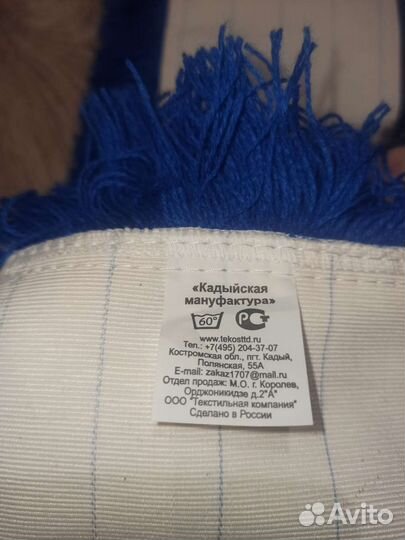 «Кадыйская
мануфактура»
60°
РСТ
www.tekosttd.ru
Тел.: +7(495) 204-37-07
Костромская обл., пгт. Кадый,
Полянская, 55А
E-mail: zakaz1707@mail.ru
Отдел продаж: М.О. г. Королев,
Орджоникидзе д.2"А"
ООО "Текстильная компания"
Сделано в России
Avito